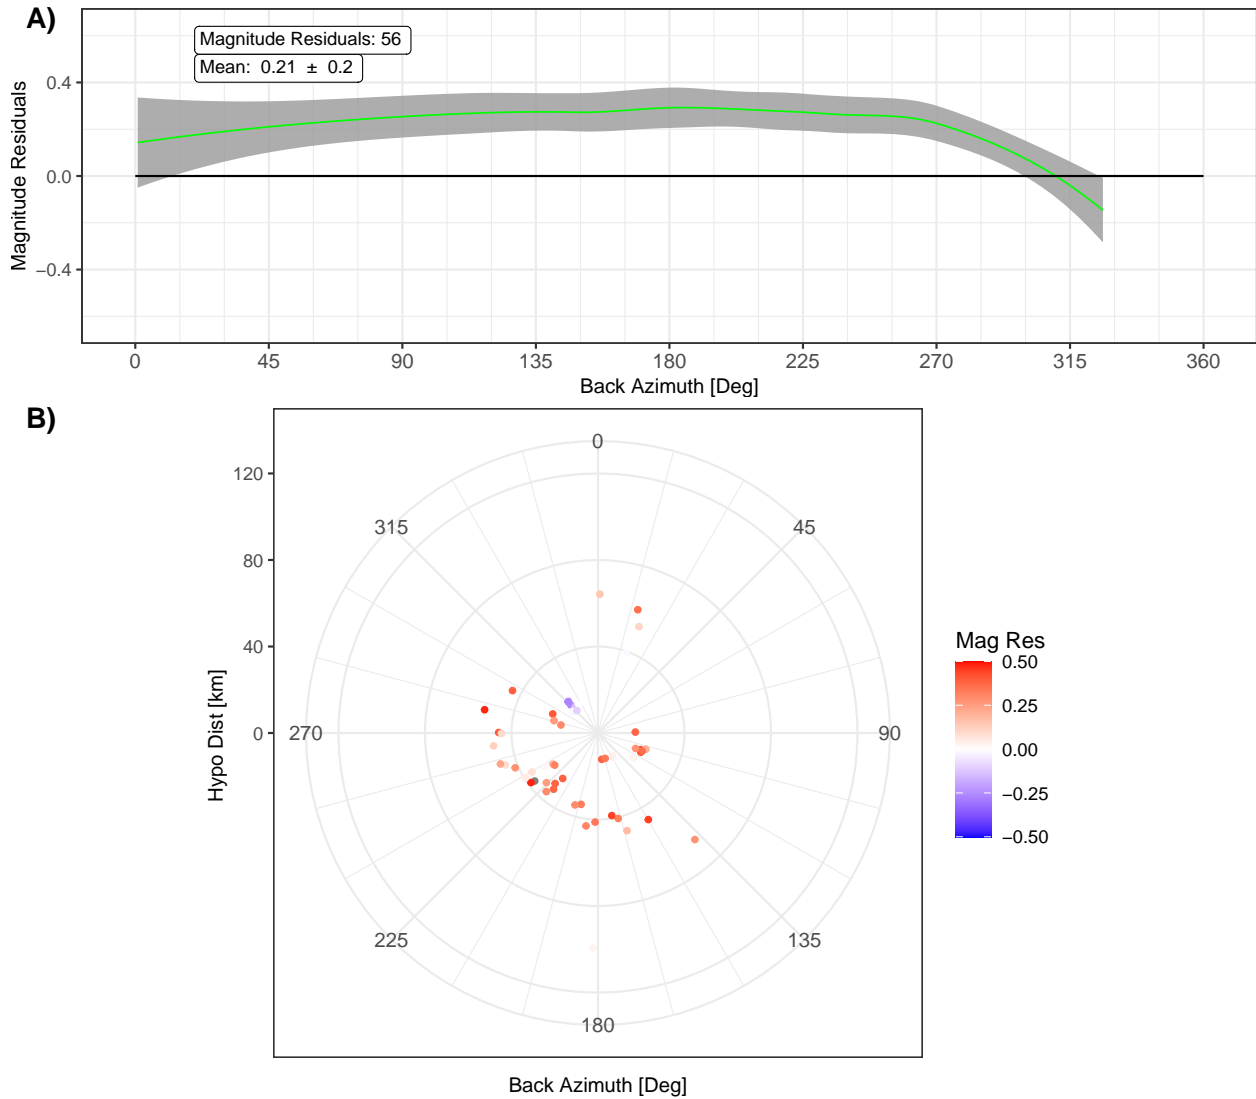 A)
Magnitude Residuals: 56
Mean: 0.21 ± 0.2
Magnitude Residuals
0.4
0.0
−0.4
0 45 90 135 180 225 270 315 360
Back Azimuth [Deg]
B)
Hypo Dist [km]
120
80
40
0
0
315 45
270 90
225 135
180
Back Azimuth [Deg]
Mag Res
0.50
0.25
0.00
−0.25
−0.50